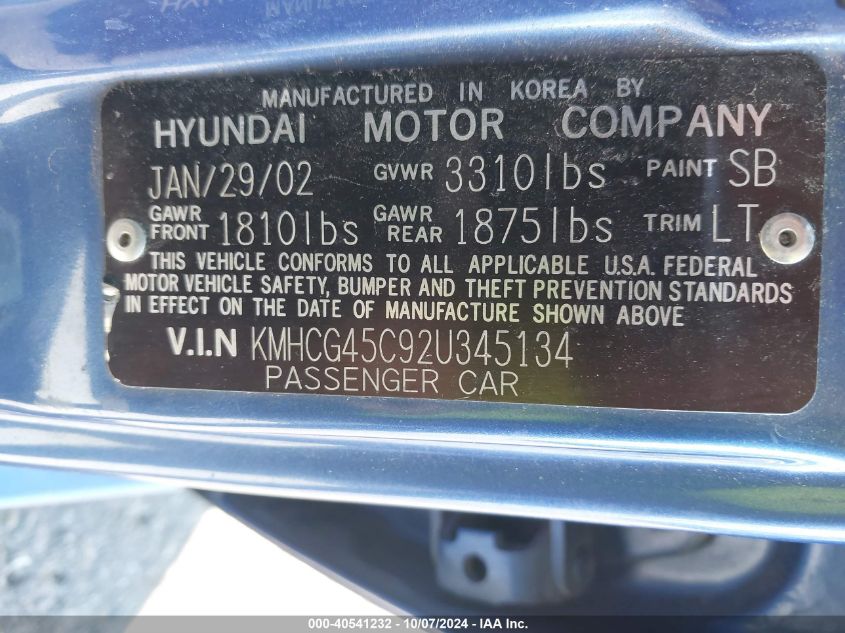 MANUFACTURED IN KOREA BY
HYUNDAI MOTOR COMPANY
JAN/29/02 GVWR 3310lbs PAINT SB
GAWR FRONT 1810lbs GAWR REAR 1875lbs TRIM LT
THIS VEHICLE CONFORMS TO ALL APPLICABLE U.S.A. FEDERAL
MOTOR VEHICLE SAFETY, BUMPER AND THEFT PREVENTION STANDARDS
IN EFFECT ON THE DATE OF MANUFACTURE SHOWN ABOVE
V.I.N KMHCG45C92U345134
PASSENGER CAR
000-40541232 - 10/07/2024 - IAA Inc.